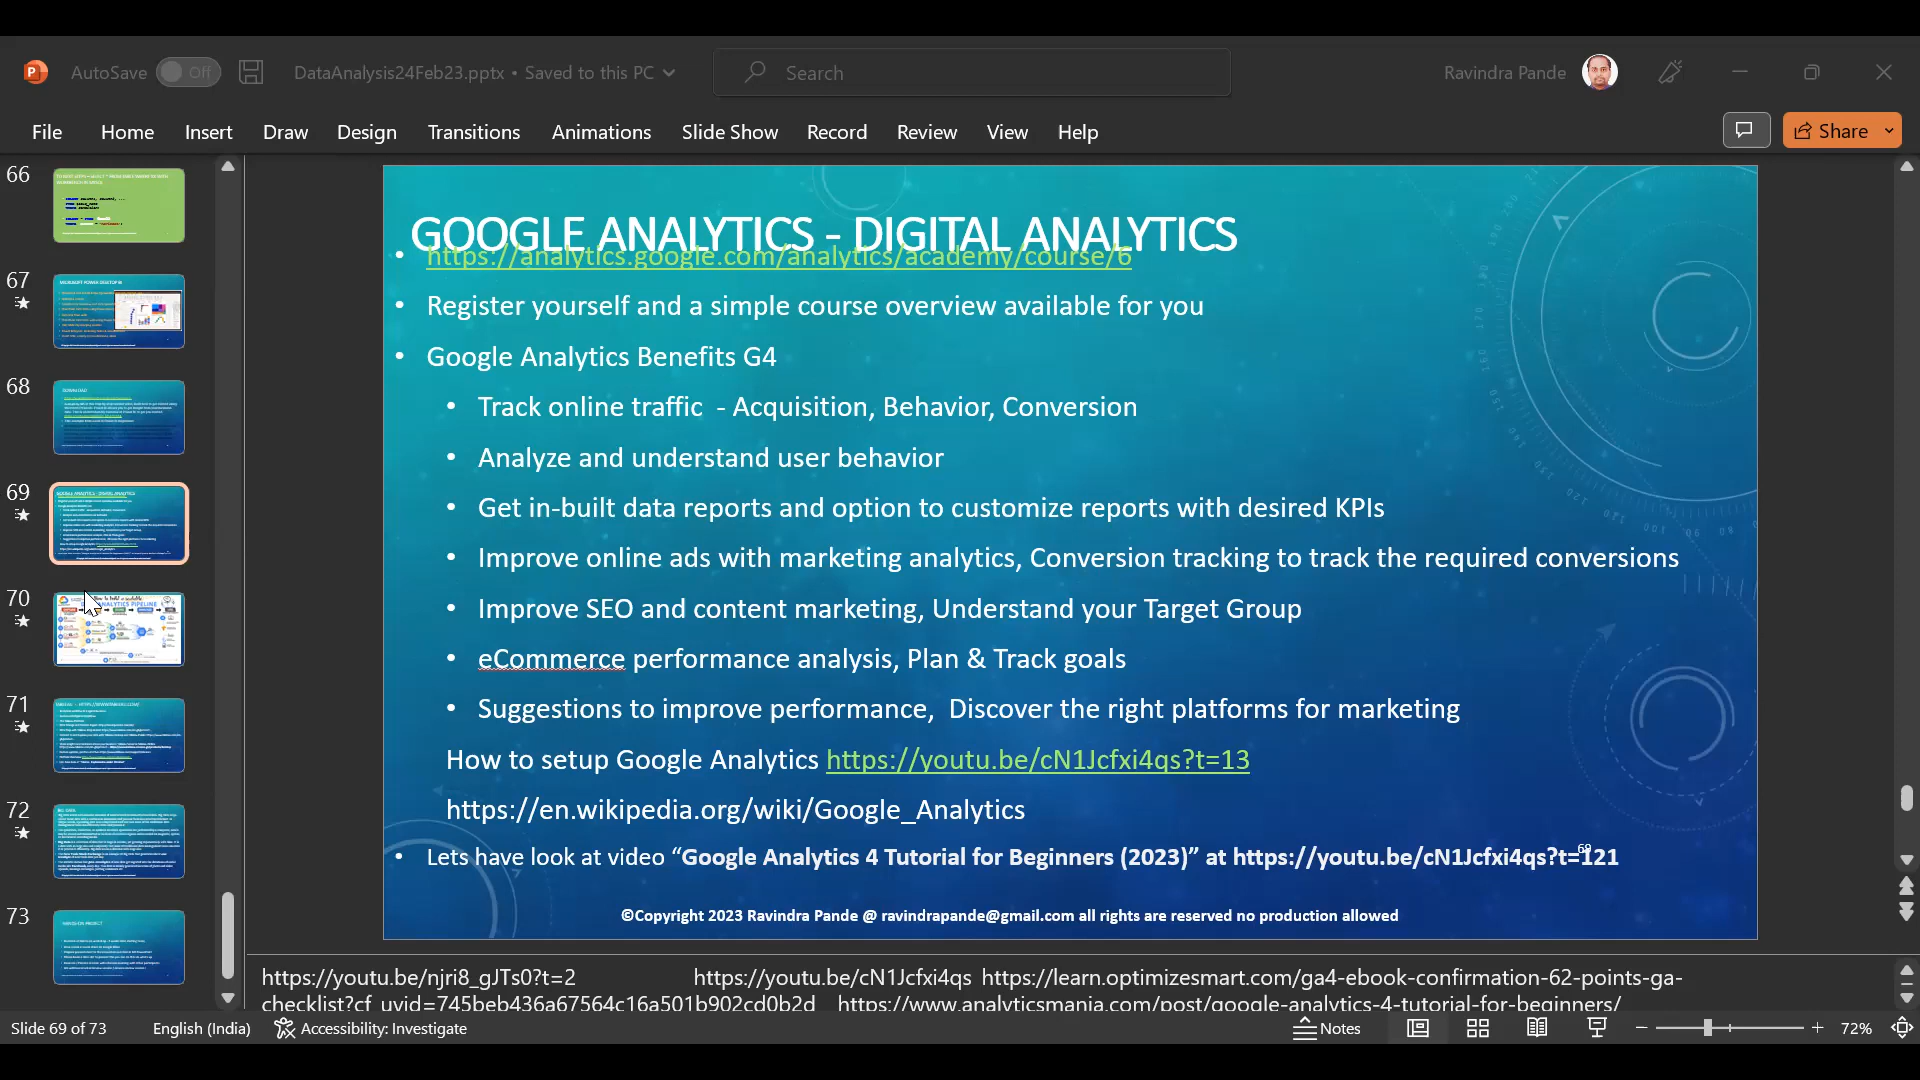 AutoSave Off DataAnalysis24Feb23.pptx • Saved to this PC Search Ravindra Pande
File Home Insert Draw Design Transitions Animations Slide Show Record Review View Help Share
66
67
68
69
70
71
72
73
GOOGLE ANALYTICS - DIGITAL ANALYTICS
• https://analytics.google.com/analytics/academy/course/6
• Register yourself and a simple course overview available for you
• Google Analytics Benefits G4
• Track online traffic - Acquisition, Behavior, Conversion
• Analyze and understand user behavior
• Get in-built data reports and option to customize reports with desired KPIs
• Improve online ads with marketing analytics, Conversion tracking to track the required conversions
• Improve SEO and content marketing, Understand your Target Group
• eCommerce performance analysis, Plan & Track goals
• Suggestions to improve performance, Discover the right platforms for marketing
How to setup Google Analytics https://youtu.be/cN1Jcfxi4qs?t=13
https://en.wikipedia.org/wiki/Google_Analytics
• Lets have look at video “Google Analytics 4 Tutorial for Beginners (2023)” at https://youtu.be/cN1Jcfxi4qs?t=121
69
©Copyright 2023 Ravindra Pande @ ravindrapande@gmail.com all rights are reserved no production allowed
https://youtu.be/njri8_gJTs0?t=2 https://youtu.be/cN1Jcfxi4qs https://learn.optimizesmart.com/ga4-ebook-confirmation-62-points-ga-
checklist?cf_uvid=745beb436a67564c16a501b902cd0b2d https://www.analyticsmania.com/post/google-analytics-4-tutorial-for-beginners/
Slide 69 of 73 English (India) Accessibility: Investigate Notes 72%